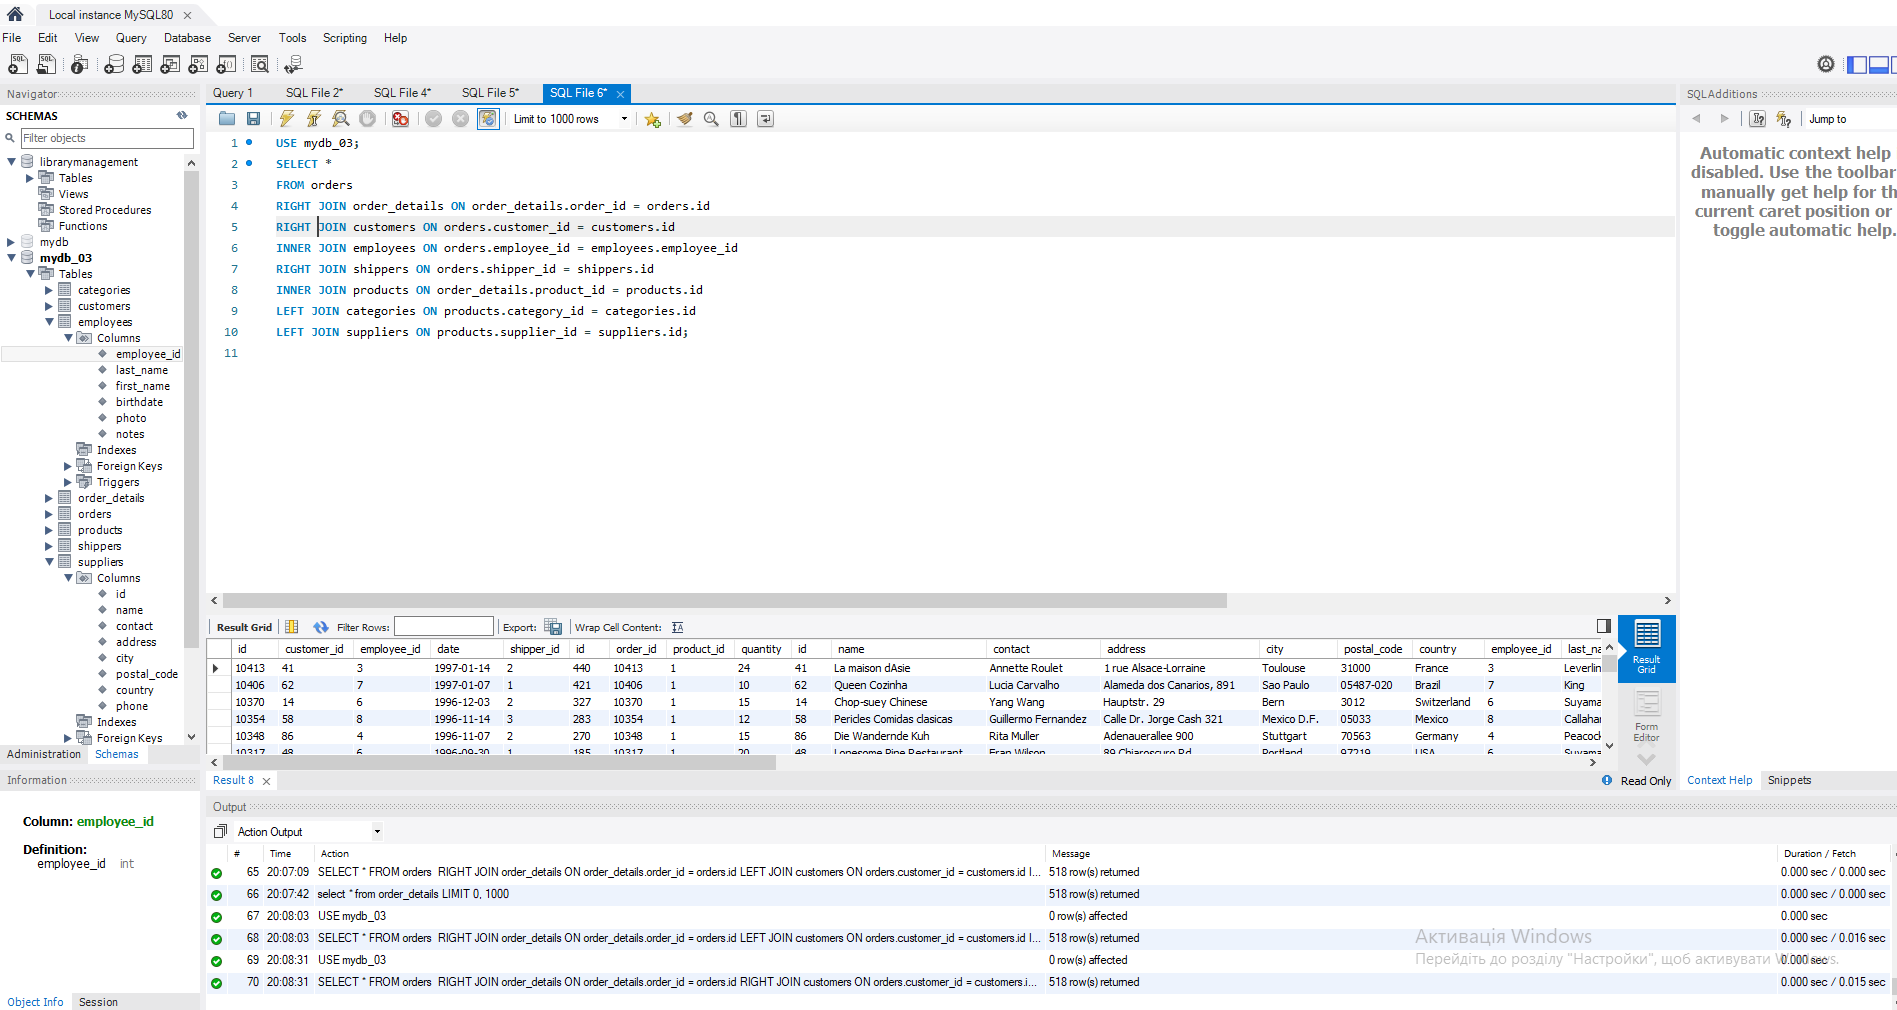 Local instance MySQL80
File Edit View Query Database Server Tools Scripting Help
Navigator
SCHEMAS
Filter objects
librarymanagement
Tables
Views
Stored Procedures
Functions
mydb
mydb_03
Tables
categories
customers
employees
Columns
employee_id
last_name
first_name
birthdate
photo
notes
Indexes
Foreign Keys
Triggers
order_details
orders
products
shippers
suppliers
Columns
id
name
contact
address
city
postal_code
country
phone
Indexes
Foreign Keys
Administration Schemas
Information
Column: employee_id
Definition:
employee_id int
Object Info Session
Query 1 SQL File 2* SQL File 4* SQL File 5* SQL File 6*
Limit to 1000 rows
1 USE mydb_03;
2 SELECT *
3 FROM orders
4 RIGHT JOIN order_details ON order_details.order_id = orders.id
5 RIGHT JOIN customers ON orders.customer_id = customers.id
6 INNER JOIN employees ON orders.employee_id = employees.employee_id
7 RIGHT JOIN shippers ON orders.shipper_id = shippers.id
8 INNER JOIN products ON order_details.product_id = products.id
9 LEFT JOIN categories ON products.category_id = categories.id
10 LEFT JOIN suppliers ON products.supplier_id = suppliers.id;
11
Result Grid Filter Rows: Export: Wrap Cell Content:
id customer_id employee_id date shipper_id id order_id product_id quantity id name contact address city postal_code country employee_id last_na
10413 41 3 1997-01-14 2 440 10413 1 24 41 La maison dAsie Annette Roulet 1 rue Alsace-Lorraine Toulouse 31000 France 3 Leverlin
10406 62 7 1997-01-07 1 421 10406 1 10 62 Queen Cozinha Lucia Carvalho Alameda dos Canarios, 891 Sao Paulo 05487-020 Brazil 7 King
10370 14 6 1996-12-03 2 327 10370 1 15 14 Chop-suey Chinese Yang Wang Hauptstr. 29 Bern 3012 Switzerland 6 Suyama
10354 58 8 1996-11-14 3 283 10354 1 12 58 Pericles Comidas clasicas Guillermo Fernandez Calle Dr. Jorge Cash 321 Mexico D.F. 05033 Mexico 8 Callahar
10348 86 4 1996-11-07 2 270 10348 1 15 86 Die Wandernde Kuh Rita Muller Adenauerallee 900 Stuttgart 70563 Germany 4 Peacock
10317 48 6 1996-09-30 1 185 10317 1 20 48 Lonesome Pine Restaurant Fran Wilson 89 Chiaroscuro Rd. Portland 97219 USA 6 Suyama
Result Grid
Form Editor
Result 8
Read Only
Output
Action Output
# Time Action Message Duration / Fetch
65 20:07:09 SELECT * FROM orders RIGHT JOIN order_details ON order_details.order_id = orders.id LEFT JOIN customers ON orders.customer_id = customers.id I... 518 row(s) returned 0.000 sec / 0.000 sec
66 20:07:42 select * from order_details LIMIT 0, 1000 518 row(s) returned 0.000 sec / 0.000 sec
67 20:08:03 USE mydb_03 0 row(s) affected 0.000 sec
68 20:08:03 SELECT * FROM orders RIGHT JOIN order_details ON order_details.order_id = orders.id LEFT JOIN customers ON orders.customer_id = customers.id I... 518 row(s) returned 0.000 sec / 0.016 sec
69 20:08:31 USE mydb_03 0 row(s) affected 0.000 sec
70 20:08:31 SELECT * FROM orders RIGHT JOIN order_details ON order_details.order_id = orders.id RIGHT JOIN customers ON orders.customer_id = customers.i... 518 row(s) returned 0.000 sec / 0.015 sec
Активація Windows
Перейдіть до розділу "Настройки", щоб активувати Windows.
SQLAdditions
Jump to
Automatic context help
disabled. Use the toolbar
manually get help for th
current caret position or
toggle automatic help.
Context Help Snippets